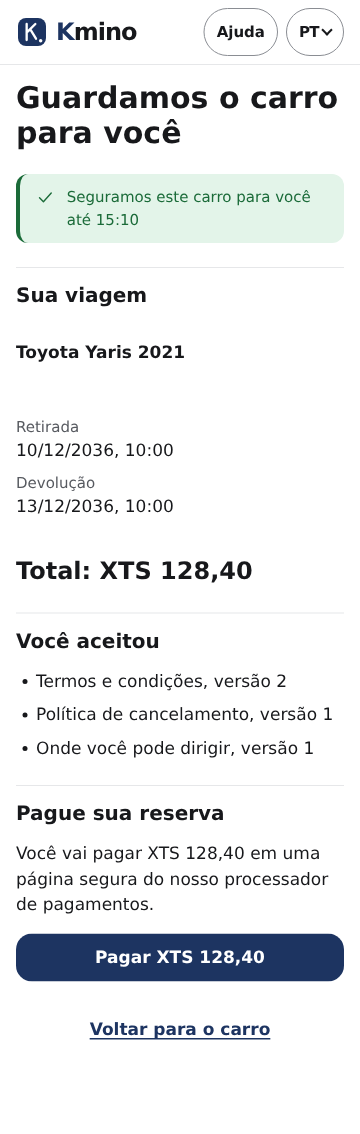 K. Kmino
Ajuda
PT
Guardamos o carro
para você
Seguramos este carro para você
até 15:10
Sua viagem
Toyota Yaris 2021
Retirada
10/12/2036, 10:00
Devolução
13/12/2036, 10:00
Total: XTS 128,40
Você aceitou
• Termos e condições, versão 2
• Política de cancelamento, versão 1
• Onde você pode dirigir, versão 1
Pague sua reserva
Você vai pagar XTS 128,40 em uma
página segura do nosso processador
de pagamentos.
Pagar XTS 128,40
Voltar para o carro